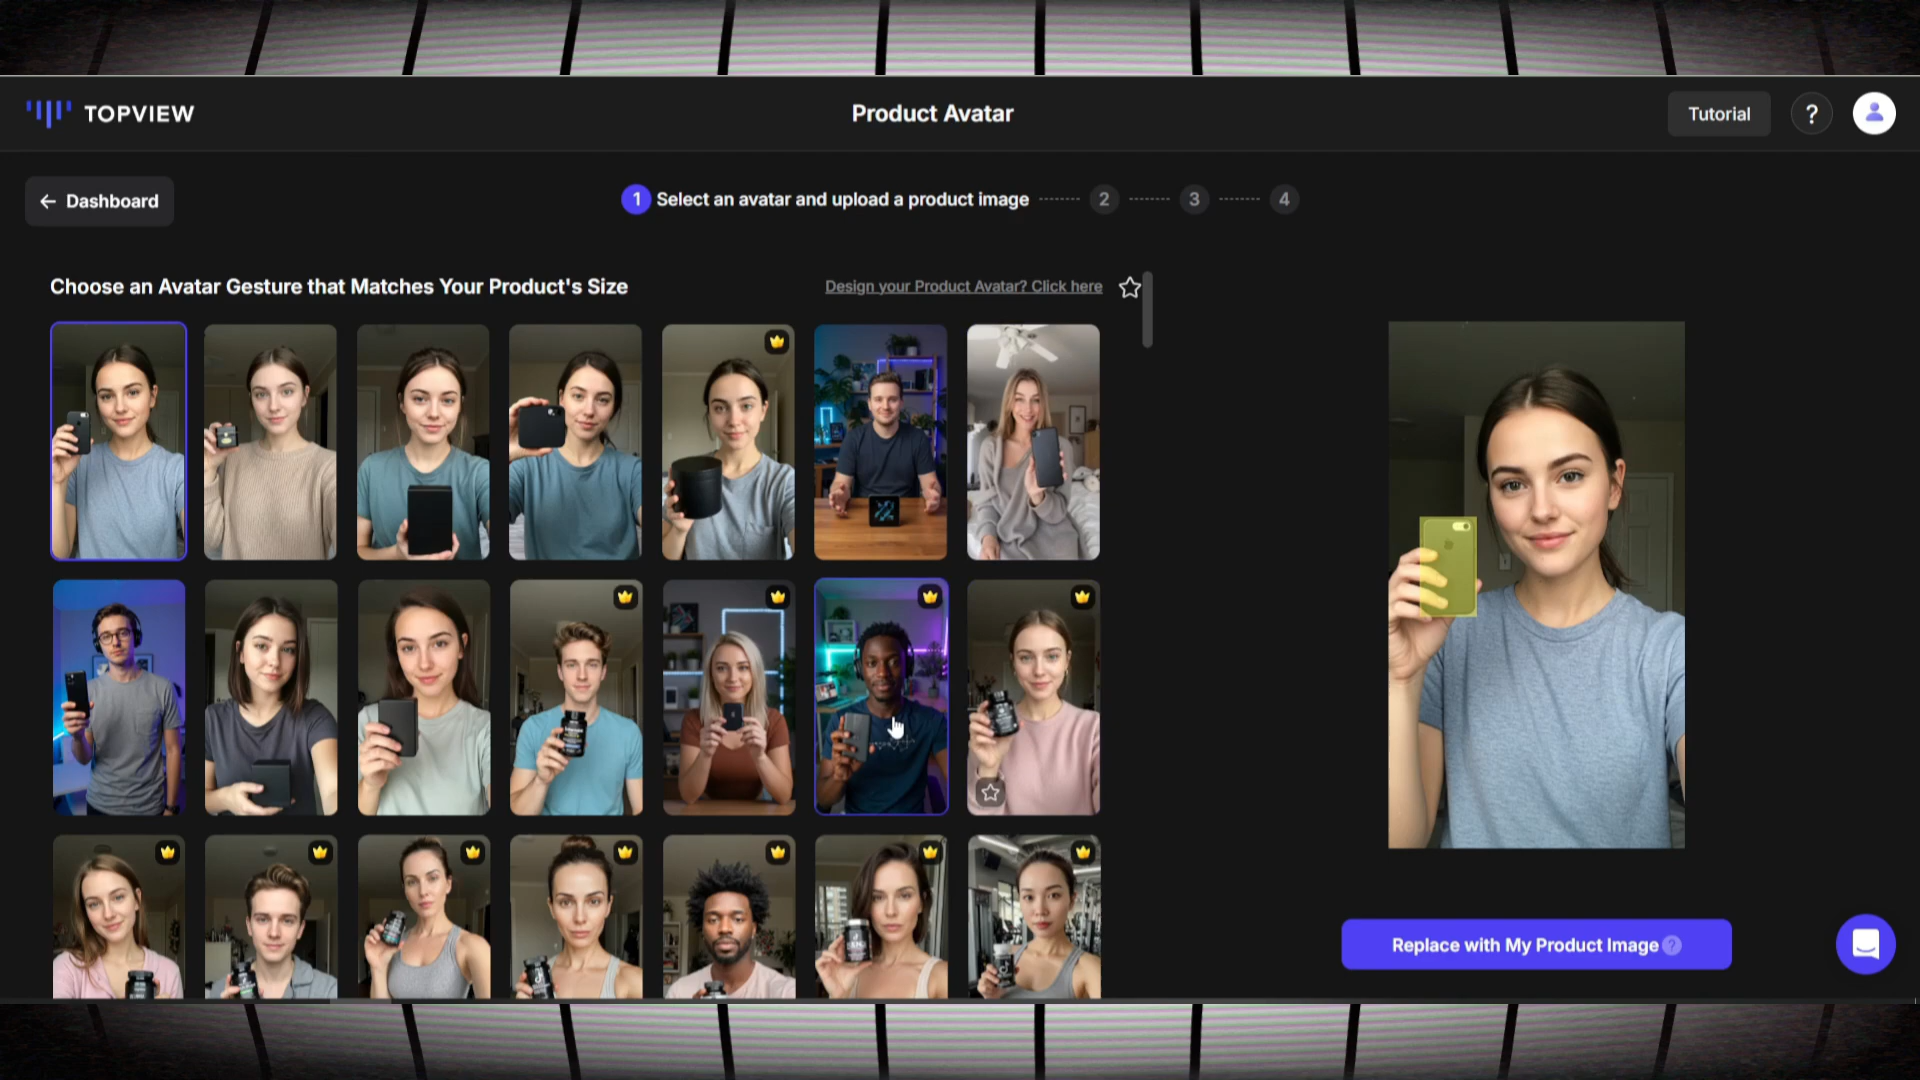 TOPVIEW
Product Avatar
Tutorial
?
← Dashboard
1 Select an avatar and upload a product image 2 3 4
Choose an Avatar Gesture that Matches Your Product's Size
Design your Product Avatar? Click here
Replace with My Product Image ?